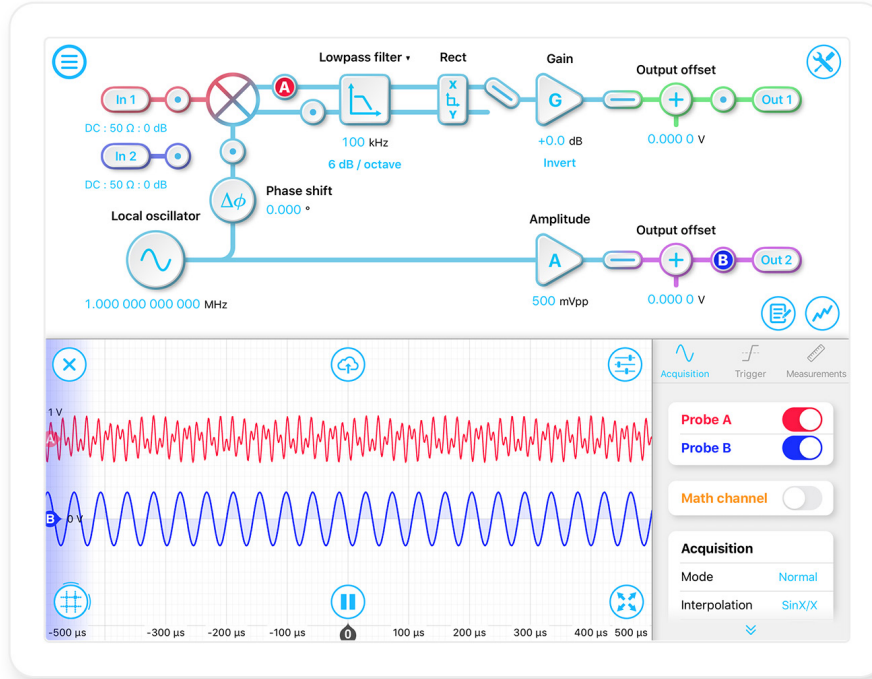 Lowpass filter ▾ Rect Gain Output offset
In 1 A X Y G + Out 1
DC : 50 Ω : 0 dB
100 kHz +0.0 dB 0.000 0 V
In 2 6 dB / octave Invert
DC : 50 Ω : 0 dB
Δϕ Phase shift
0.000 °
Local oscillator Amplitude Output offset
A + B Out 2
1.000 000 000 000 MHz 500 mVpp 0.000 0 V
Acquisition Trigger Measurements
1 V
A
Probe A
Probe B
Math channel
B 0 V
Acquisition
Mode Normal
Interpolation SinX/X
-500 µs -300 µs -200 µs -100 µs 0 100 µs 200 µs 300 µs 400 µs 500 µs